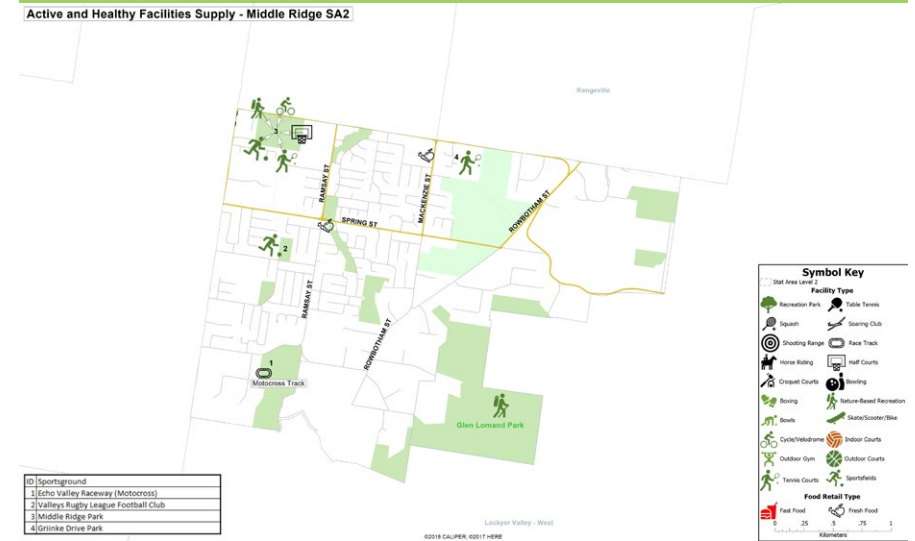 Active and Healthy Facilities Supply - Middle Ridge SA2
Rangeville
3
4
RAMSAY ST
MACKENZIE ST
ROWBOTHAM ST
SPRING ST
2
RAMSAY ST
ROWBOTHAM ST
1
Motocross Track
Glen Lomand Park
Lockyer Valley - West
©2018 CALIPER; ©2017 HERE
ID Sportsground
1 Echo Valley Raceway (Motocross)
2 Valleys Rugby League Football Club
3 Middle Ridge Park
4 Griinke Drive Park
Symbol Key
Stat Area Level 2
Facility Type
Recreation Park Table Tennis
Squash Soaring Club
Shooting Range Race Track
Horse Riding Half Courts
Croquet Courts Bowling
Boxing Nature-Based Recreation
Bowls Skate/Scooter/Bike
Cycle/Velodrome Indoor Courts
Outdoor Gym Outdoor Courts
Tennis Courts Sportsfields
Food Retail Type
Fast Food Fresh Food
0 .25 .5 .75 1
Kilometers